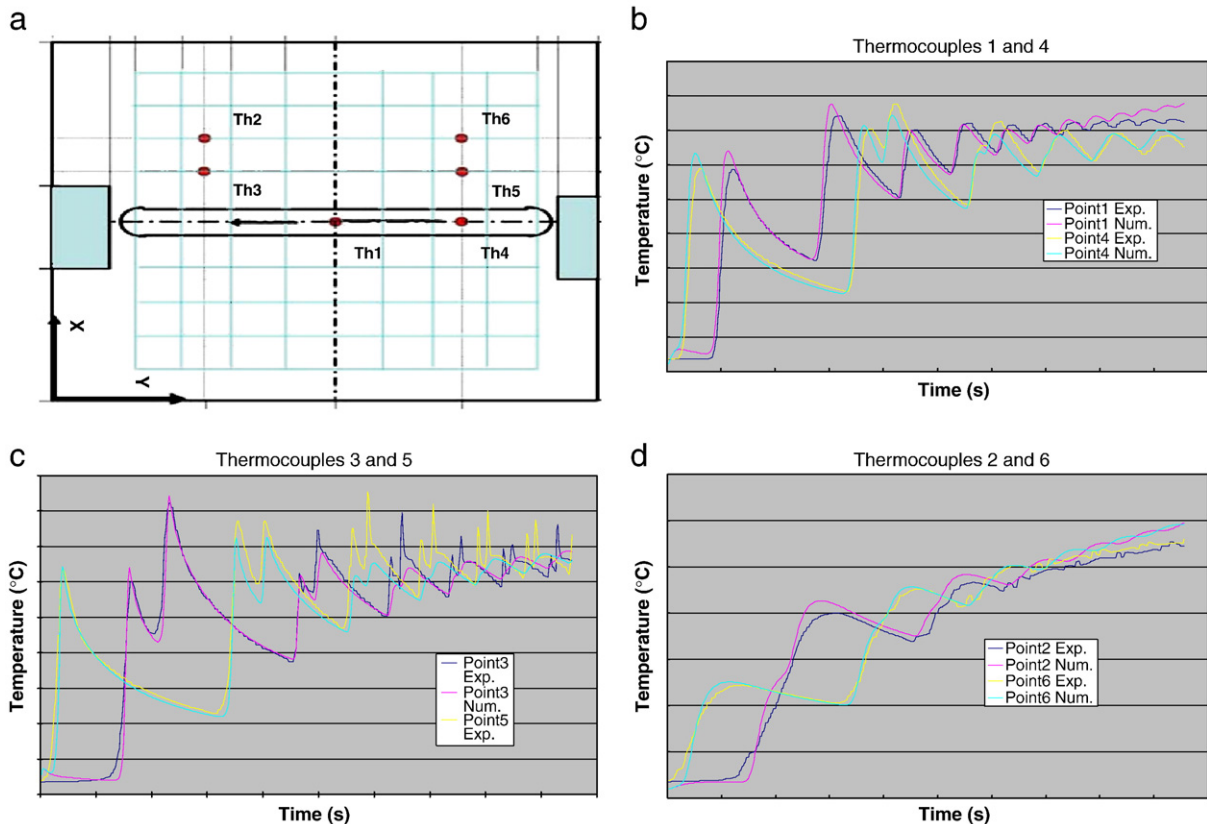 a
Th2
Th6
Th3
Th5
Th1
Th4
X
Y
b
Thermocouples 1 and 4
Temperature (°C)
Point1 Exp.
Point1 Num.
Point4 Exp.
Point4 Num.
Time (s)
c
Thermocouples 3 and 5
Temperature (°C)
Point3
Exp.
Point3
Num.
Point5
Exp.
Time (s)
d
Thermocouples 2 and 6
Temperature (°C)
Point2 Exp.
Point2 Num.
Point6 Exp.
Point6 Num.
Time (s)